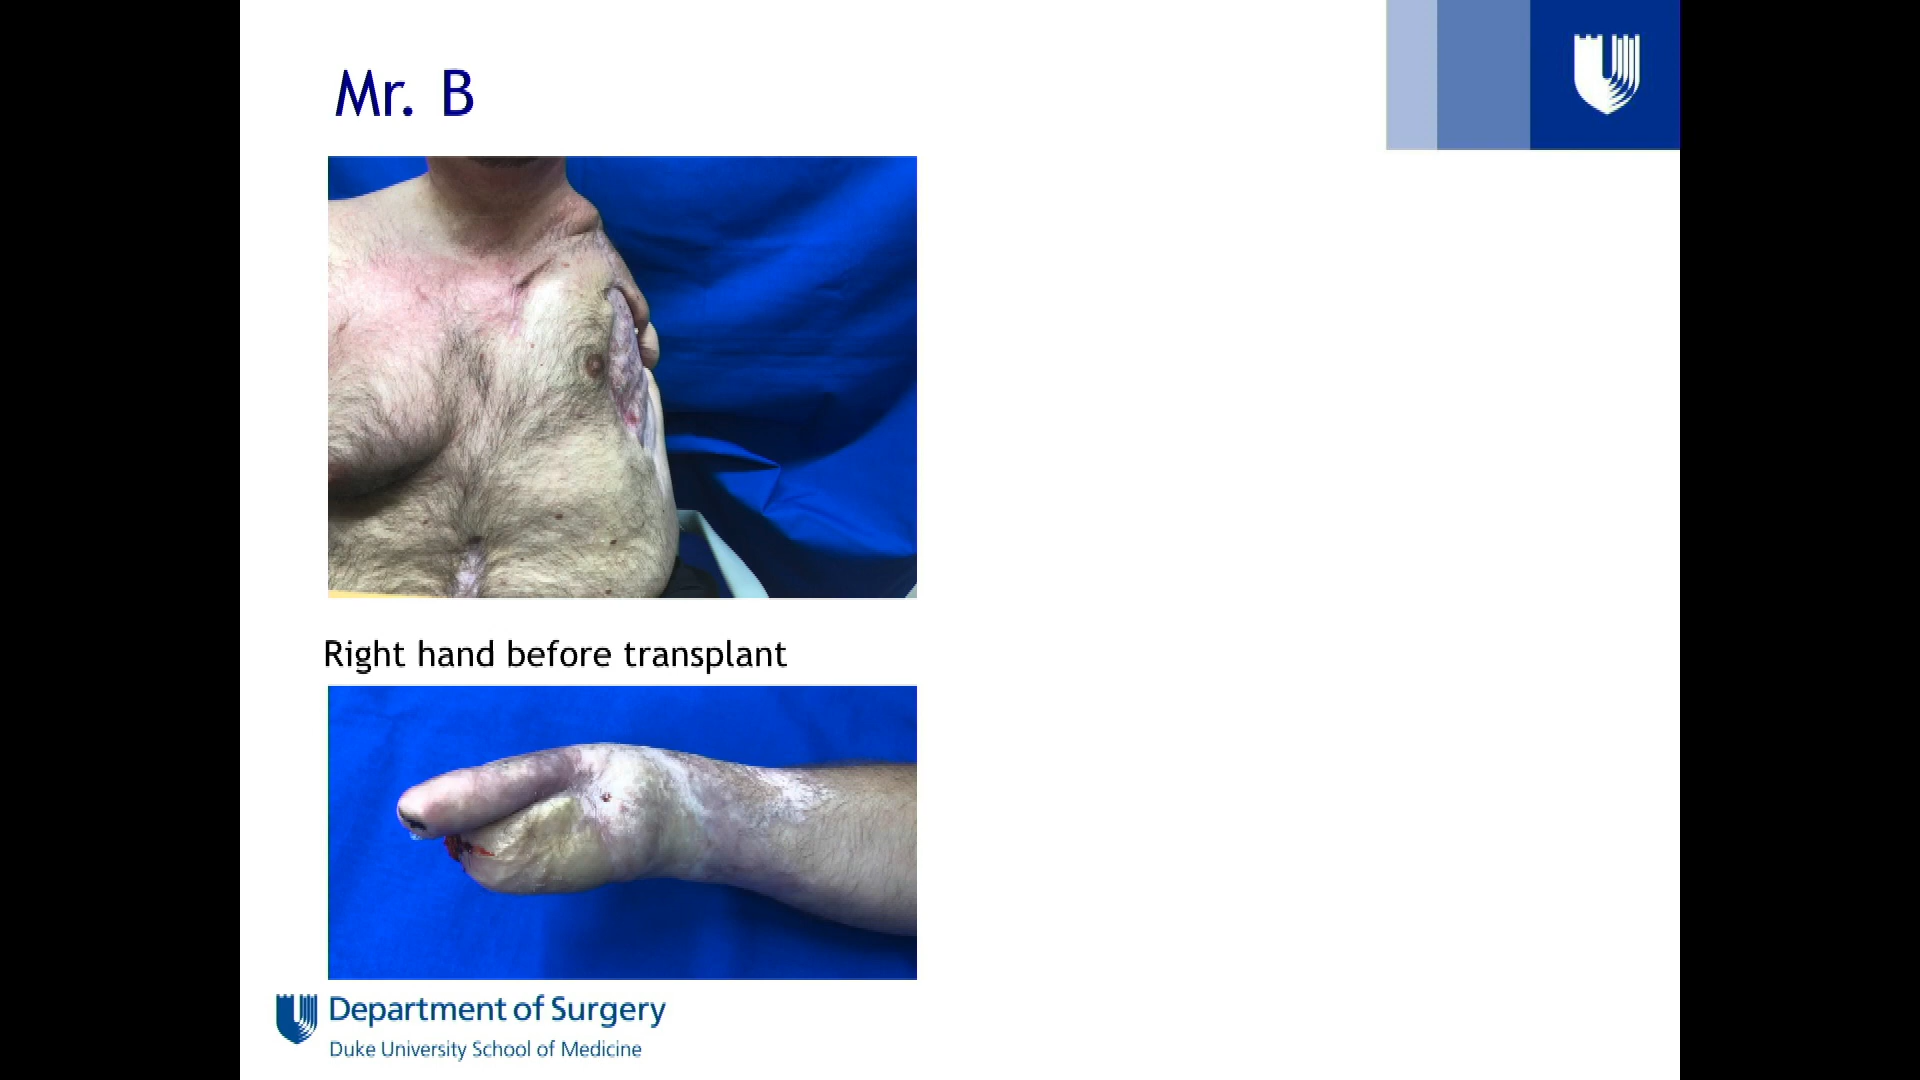 Mr. B
Right hand before transplant
Department of Surgery
Duke University School of Medicine